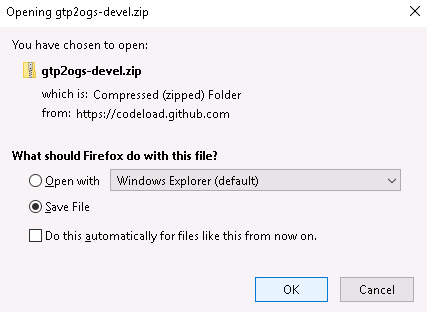 Opening gtp2ogs-devel.zip
You have chosen to open:
gtp2ogs-devel.zip
which is: Compressed (zipped) Folder
from: https://codeload.github.com
What should Firefox do with this file?
Open with Windows Explorer (default)
Save File
Do this automatically for files like this from now on.
OK Cancel